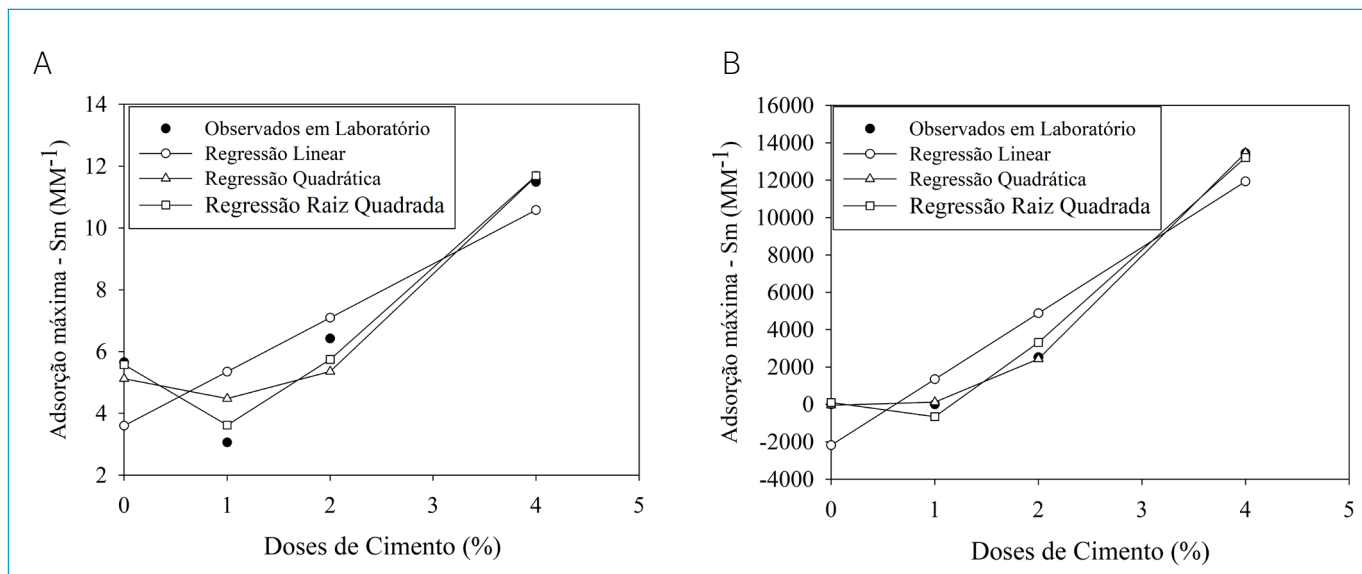 A
Adsorção máxima - Sm (MM⁻¹)
14
12
10
8
6
4
2
Observados em Laboratório
Regressão Linear
Regressão Quadrática
Regressão Raiz Quadrada
0 1 2 3 4 5
Doses de Cimento (%)
B
Adsorção máxima - Sm (MM⁻¹)
16000
14000
12000
10000
8000
6000
4000
2000
0
-2000
-4000
Observados em Laboratório
Regressão Linear
Regressão Quadrática
Regressão Raiz Quadrada
0 1 2 3 4 5
Doses de Cimento (%)